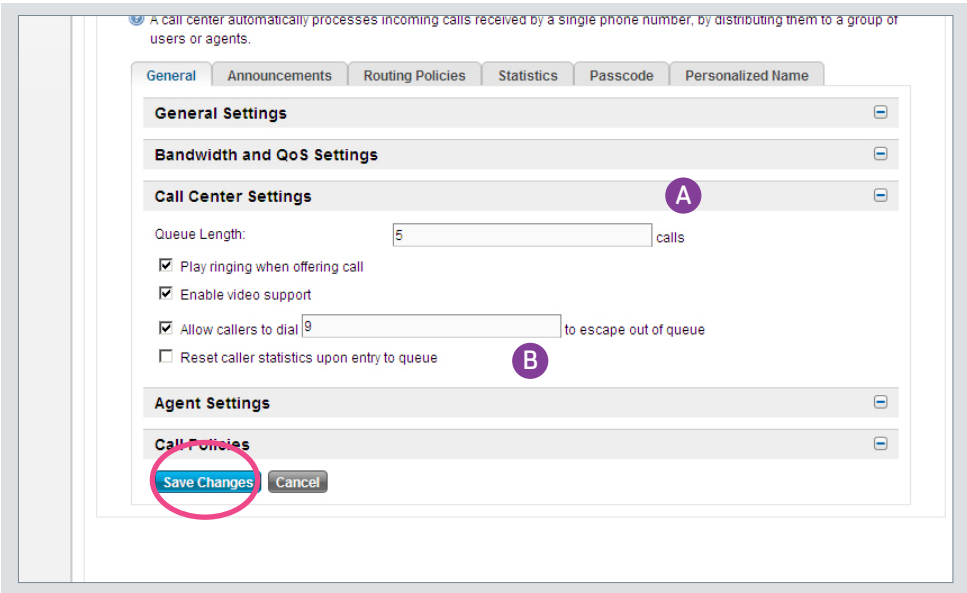 A call center automatically processes incoming calls received by a single phone number, by distributing them to a group of
users or agents.
General Announcements Routing Policies Statistics Passcode Personalized Name
General Settings
Bandwidth and QoS Settings
Call Center Settings A
Queue Length: 5 calls
Play ringing when offering call
Enable video support
Allow callers to dial 9 to escape out of queue
Reset caller statistics upon entry to queue B
Agent Settings
Call Policies
Save Changes Cancel